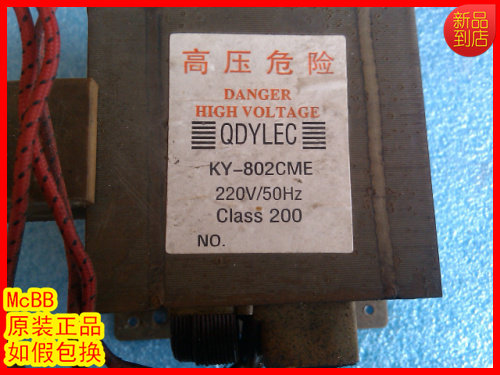 新品
到店
高压危险
DANGER
HIGH VOLTAGE
QDYLEC
KY-802CME
220V/50Hz
Class 200
NO.
McBB
原装正品
如假包换